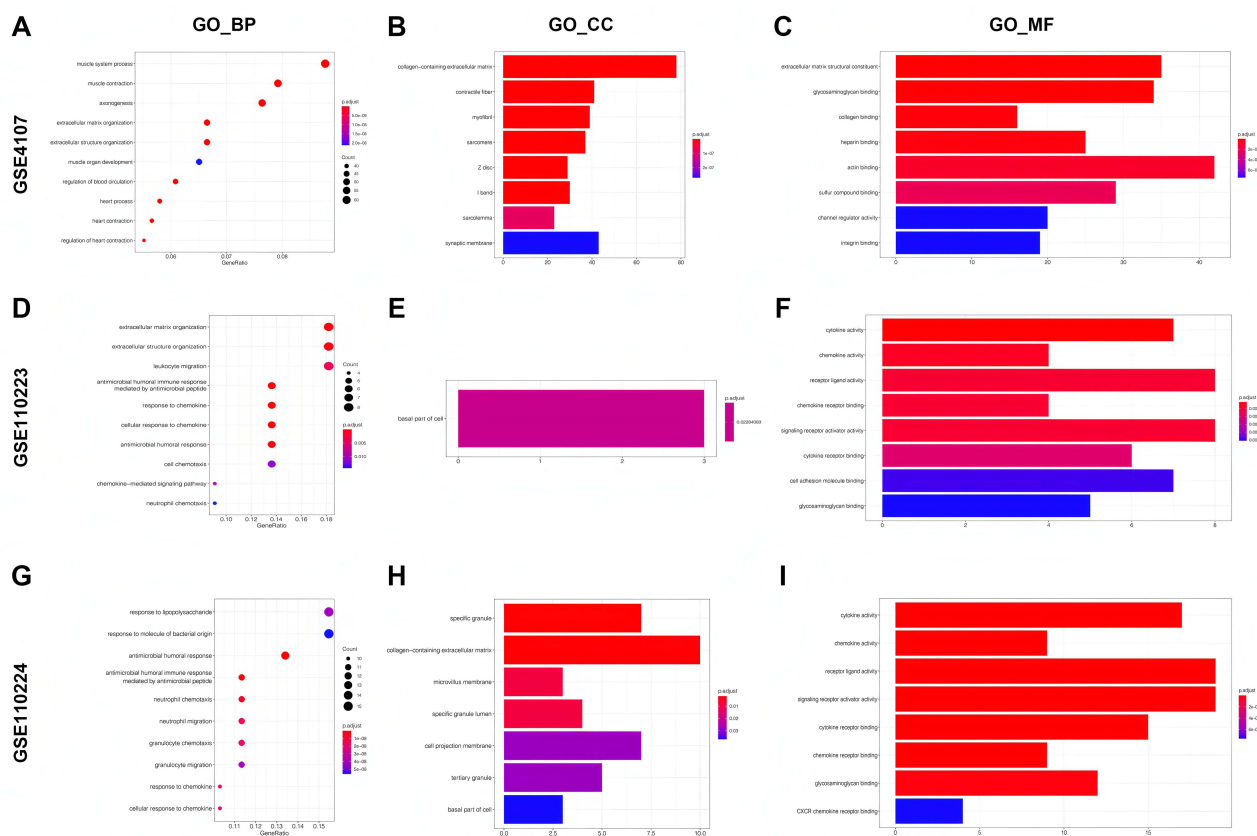 A
GO_BP
B
GO_CC
C
GO_MF
GSE4107
muscle system process
muscle contraction
axonogenesis
extracellular matrix organization
extracellular structure organization
muscle organ development
regulation of blood circulation
heart process
heart contraction
regulation of heart contraction
0.06
0.07
0.08
GeneRatio
p.adjust
Count
40
45
50
55
60
collagen-containing extracellular matrix
contractile fiber
myofibril
sarcomere
Z disc
I band
sarcolemma
synaptic membrane
0
20
40
60
80
p.adjust
1e-07
2e-07
extracellular matrix structural constituent
glycosaminoglycan binding
collagen binding
heparin binding
actin binding
sulfur compound binding
channel regulator activity
integrin binding
0
10
20
30
40
p.adjust
D
E
F
GSE110223
extracellular matrix organization
extracellular structure organization
leukocyte migration
antimicrobial humoral immune response
mediated by antimicrobial peptide
response to chemokine
cellular response to chemokine
antimicrobial humoral response
cell chemotaxis
chemokine-mediated signaling pathway
neutrophil chemotaxis
0.10
0.12
0.14
0.16
0.18
GeneRatio
Count
4
5
6
7
8
p.adjust
0.005
0.010
basal part of cell
0
1
2
3
p.adjust
cytokine activity
chemokine activity
receptor ligand activity
chemokine receptor binding
signaling receptor activator activity
cytokine receptor binding
cell adhesion molecule binding
glycosaminoglycan binding
0
2
4
6
8
p.adjust
G
H
I
GSE110224
response to lipopolysaccharide
response to molecule of bacterial origin
antimicrobial humoral response
antimicrobial humoral immune response
mediated by antimicrobial peptide
neutrophil chemotaxis
neutrophil migration
granulocyte chemotaxis
granulocyte migration
response to chemokine
cellular response to chemokine
0.11
0.12
0.13
0.14
0.15
GeneRatio
Count
10
11
12
13
14
15
p.adjust
1e-08
2e-08
3e-08
4e-08
5e-08
specific granule
collagen-containing extracellular matrix
microvillus membrane
specific granule lumen
cell projection membrane
tertiary granule
basal part of cell
0.0
2.5
5.0
7.5
10.0
p.adjust
0.01
0.02
0.03
cytokine activity
chemokine activity
receptor ligand activity
signaling receptor activator activity
cytokine receptor binding
chemokine receptor binding
glycosaminoglycan binding
CXCR chemokine receptor binding
0
5
10
15
p.adjust